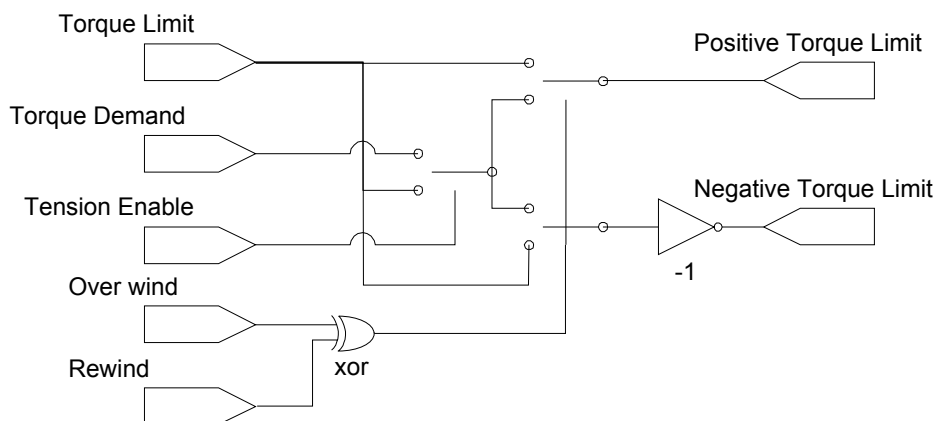 Torque Limit
Positive Torque Limit
Torque Demand
Tension Enable
Negative Torque Limit
Over wind
-1
Rewind
xor